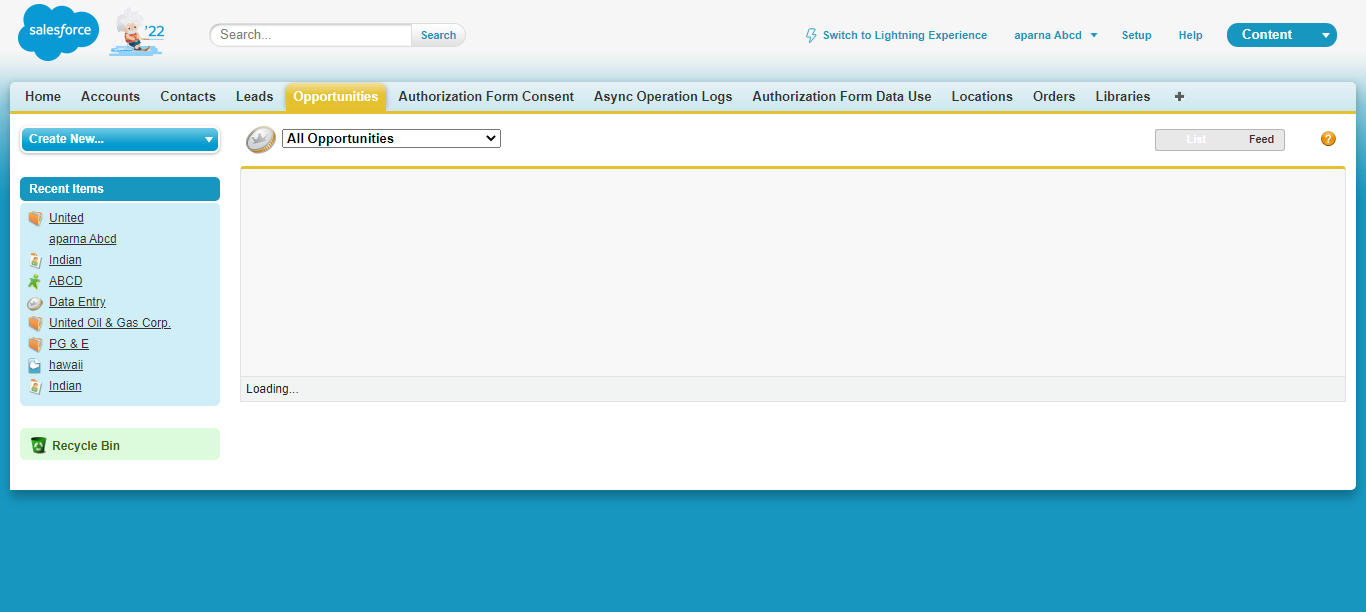 salesforce
'22
Search...
Search
Switch to Lightning Experience
aparna Abcd
Setup
Help
Content
Home
Accounts
Contacts
Leads
Opportunities
Authorization Form Consent
Async Operation Logs
Authorization Form Data Use
Locations
Orders
Libraries
+
Create New...
All Opportunities
List
Feed
?
Recent Items
United
aparna Abcd
Indian
ABCD
Data Entry
United Oil & Gas Corp.
PG & E
hawaii
Indian
Loading...
Recycle Bin